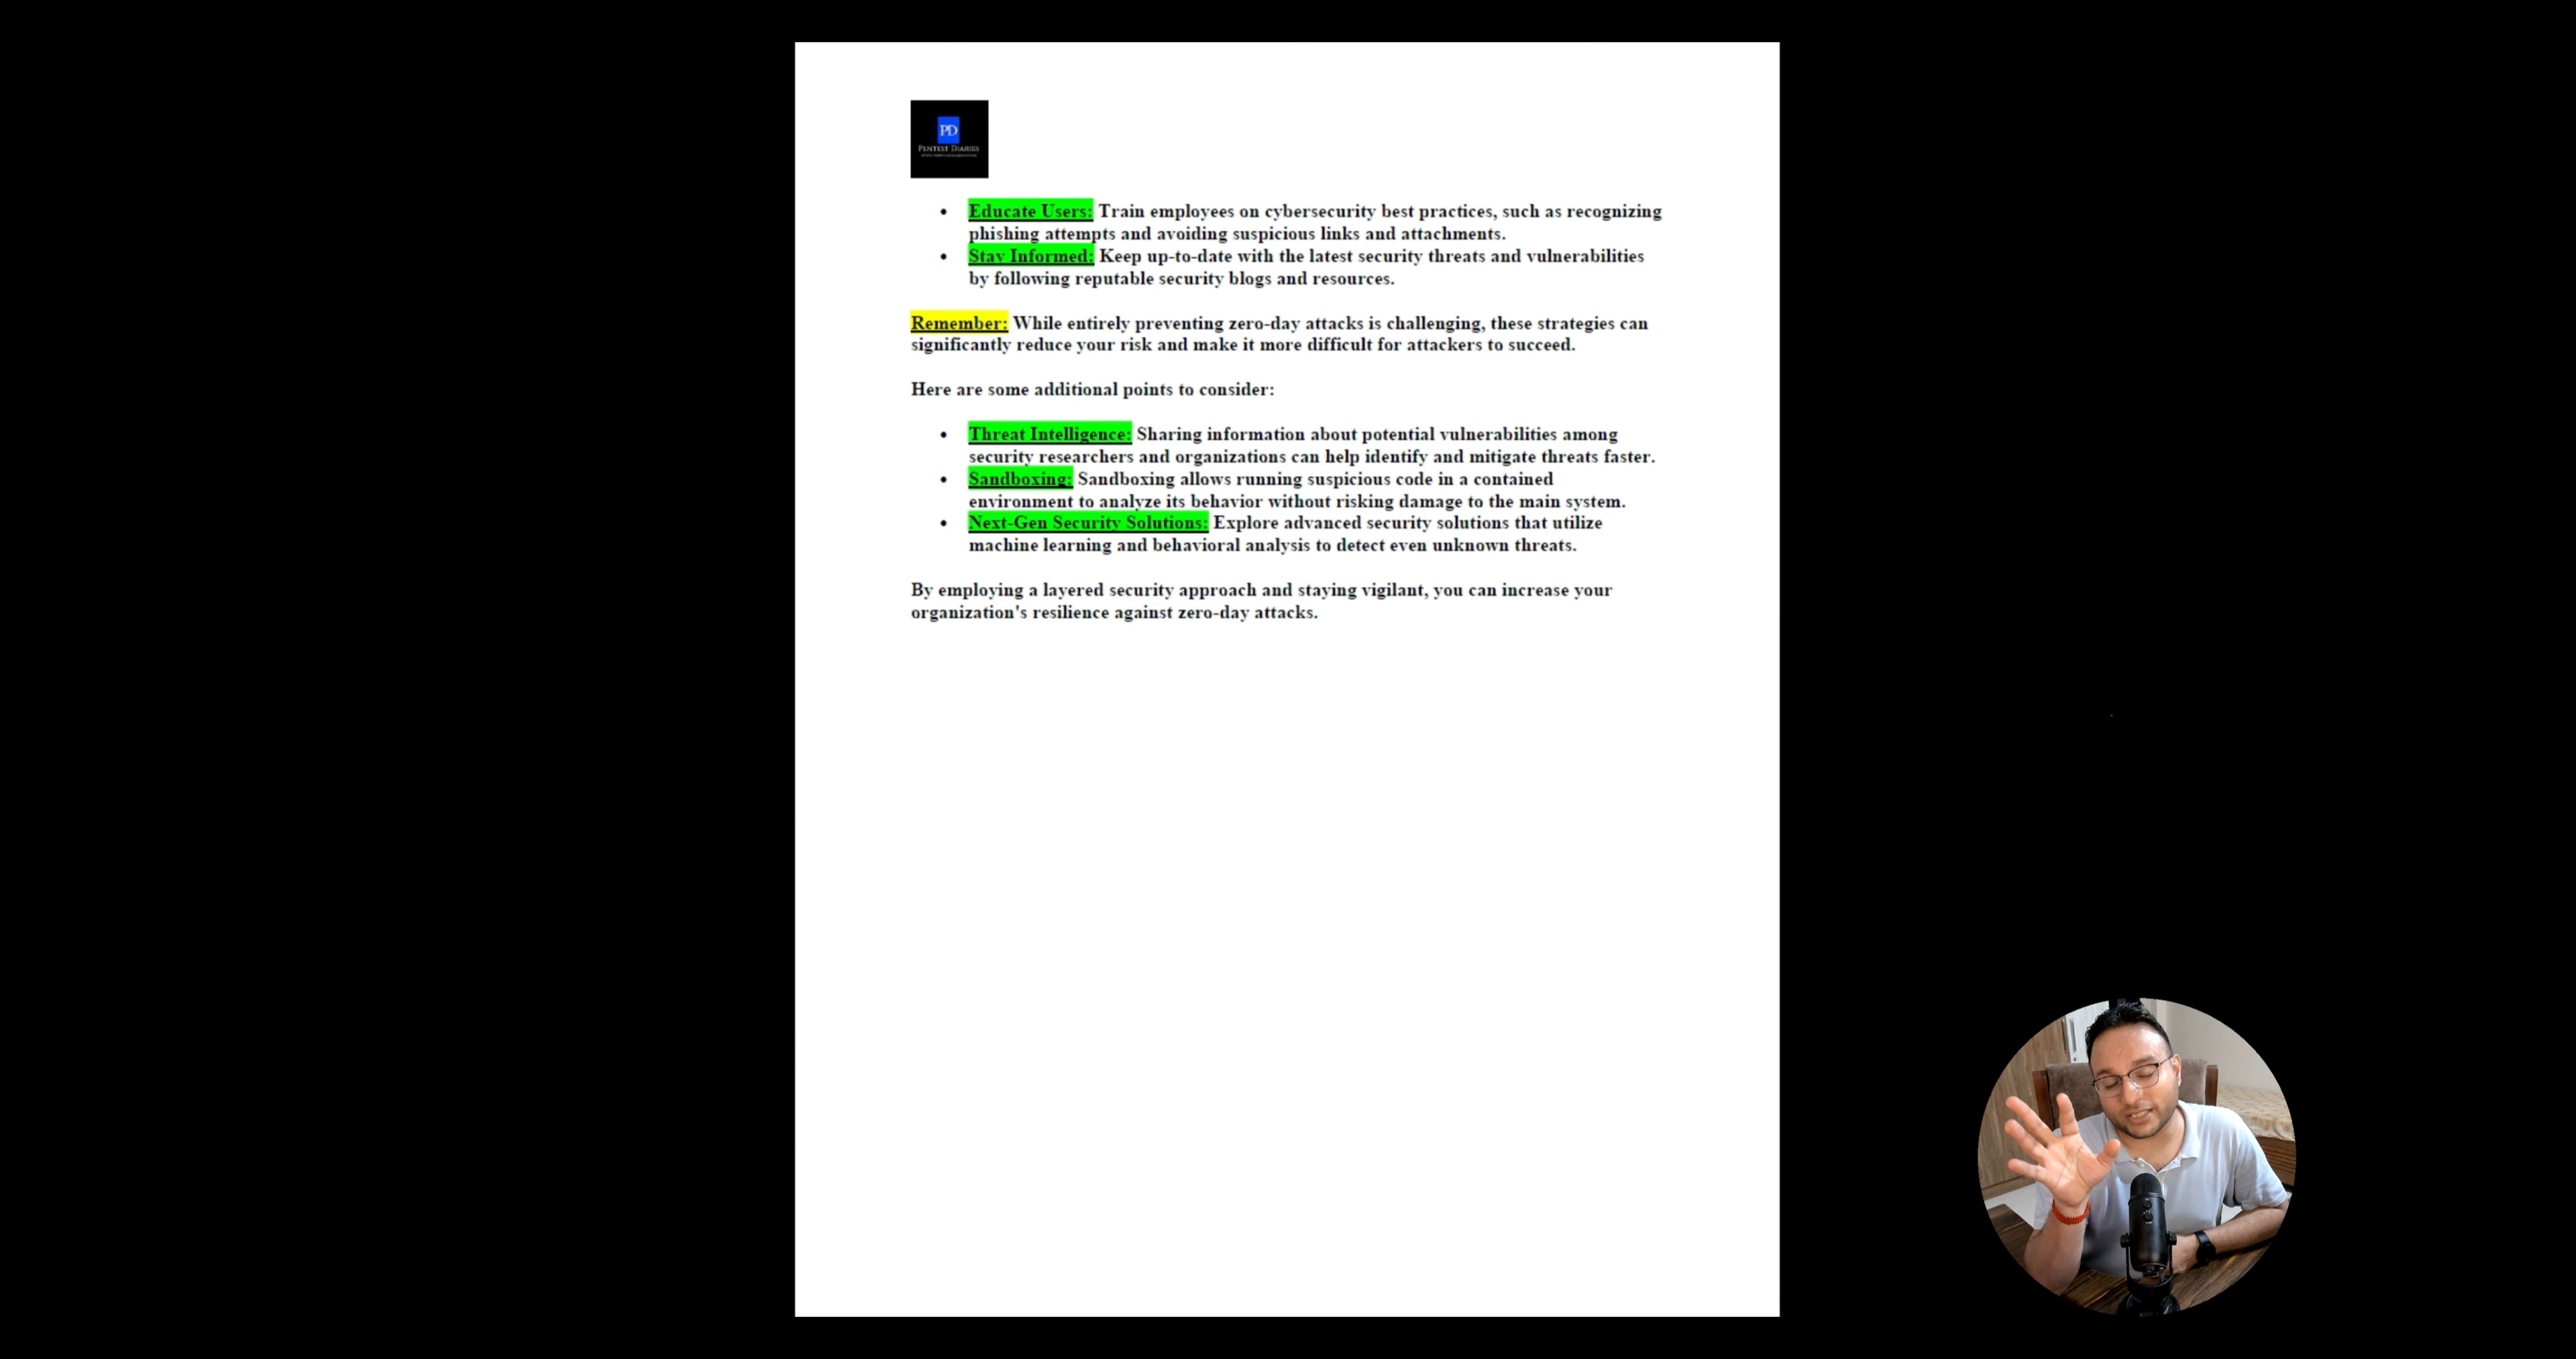 PD
PENTEST DIARIES
• Educate Users: Train employees on cybersecurity best practices, such as recognizing
phishing attempts and avoiding suspicious links and attachments.
• Stay Informed: Keep up-to-date with the latest security threats and vulnerabilities
by following reputable security blogs and resources.
Remember: While entirely preventing zero-day attacks is challenging, these strategies can
significantly reduce your risk and make it more difficult for attackers to succeed.
Here are some additional points to consider:
• Threat Intelligence: Sharing information about potential vulnerabilities among
security researchers and organizations can help identify and mitigate threats faster.
• Sandboxing: Sandboxing allows running suspicious code in a contained
environment to analyze its behavior without risking damage to the main system.
• Next-Gen Security Solutions: Explore advanced security solutions that utilize
machine learning and behavioral analysis to detect even unknown threats.
By employing a layered security approach and staying vigilant, you can increase your
organization's resilience against zero-day attacks.